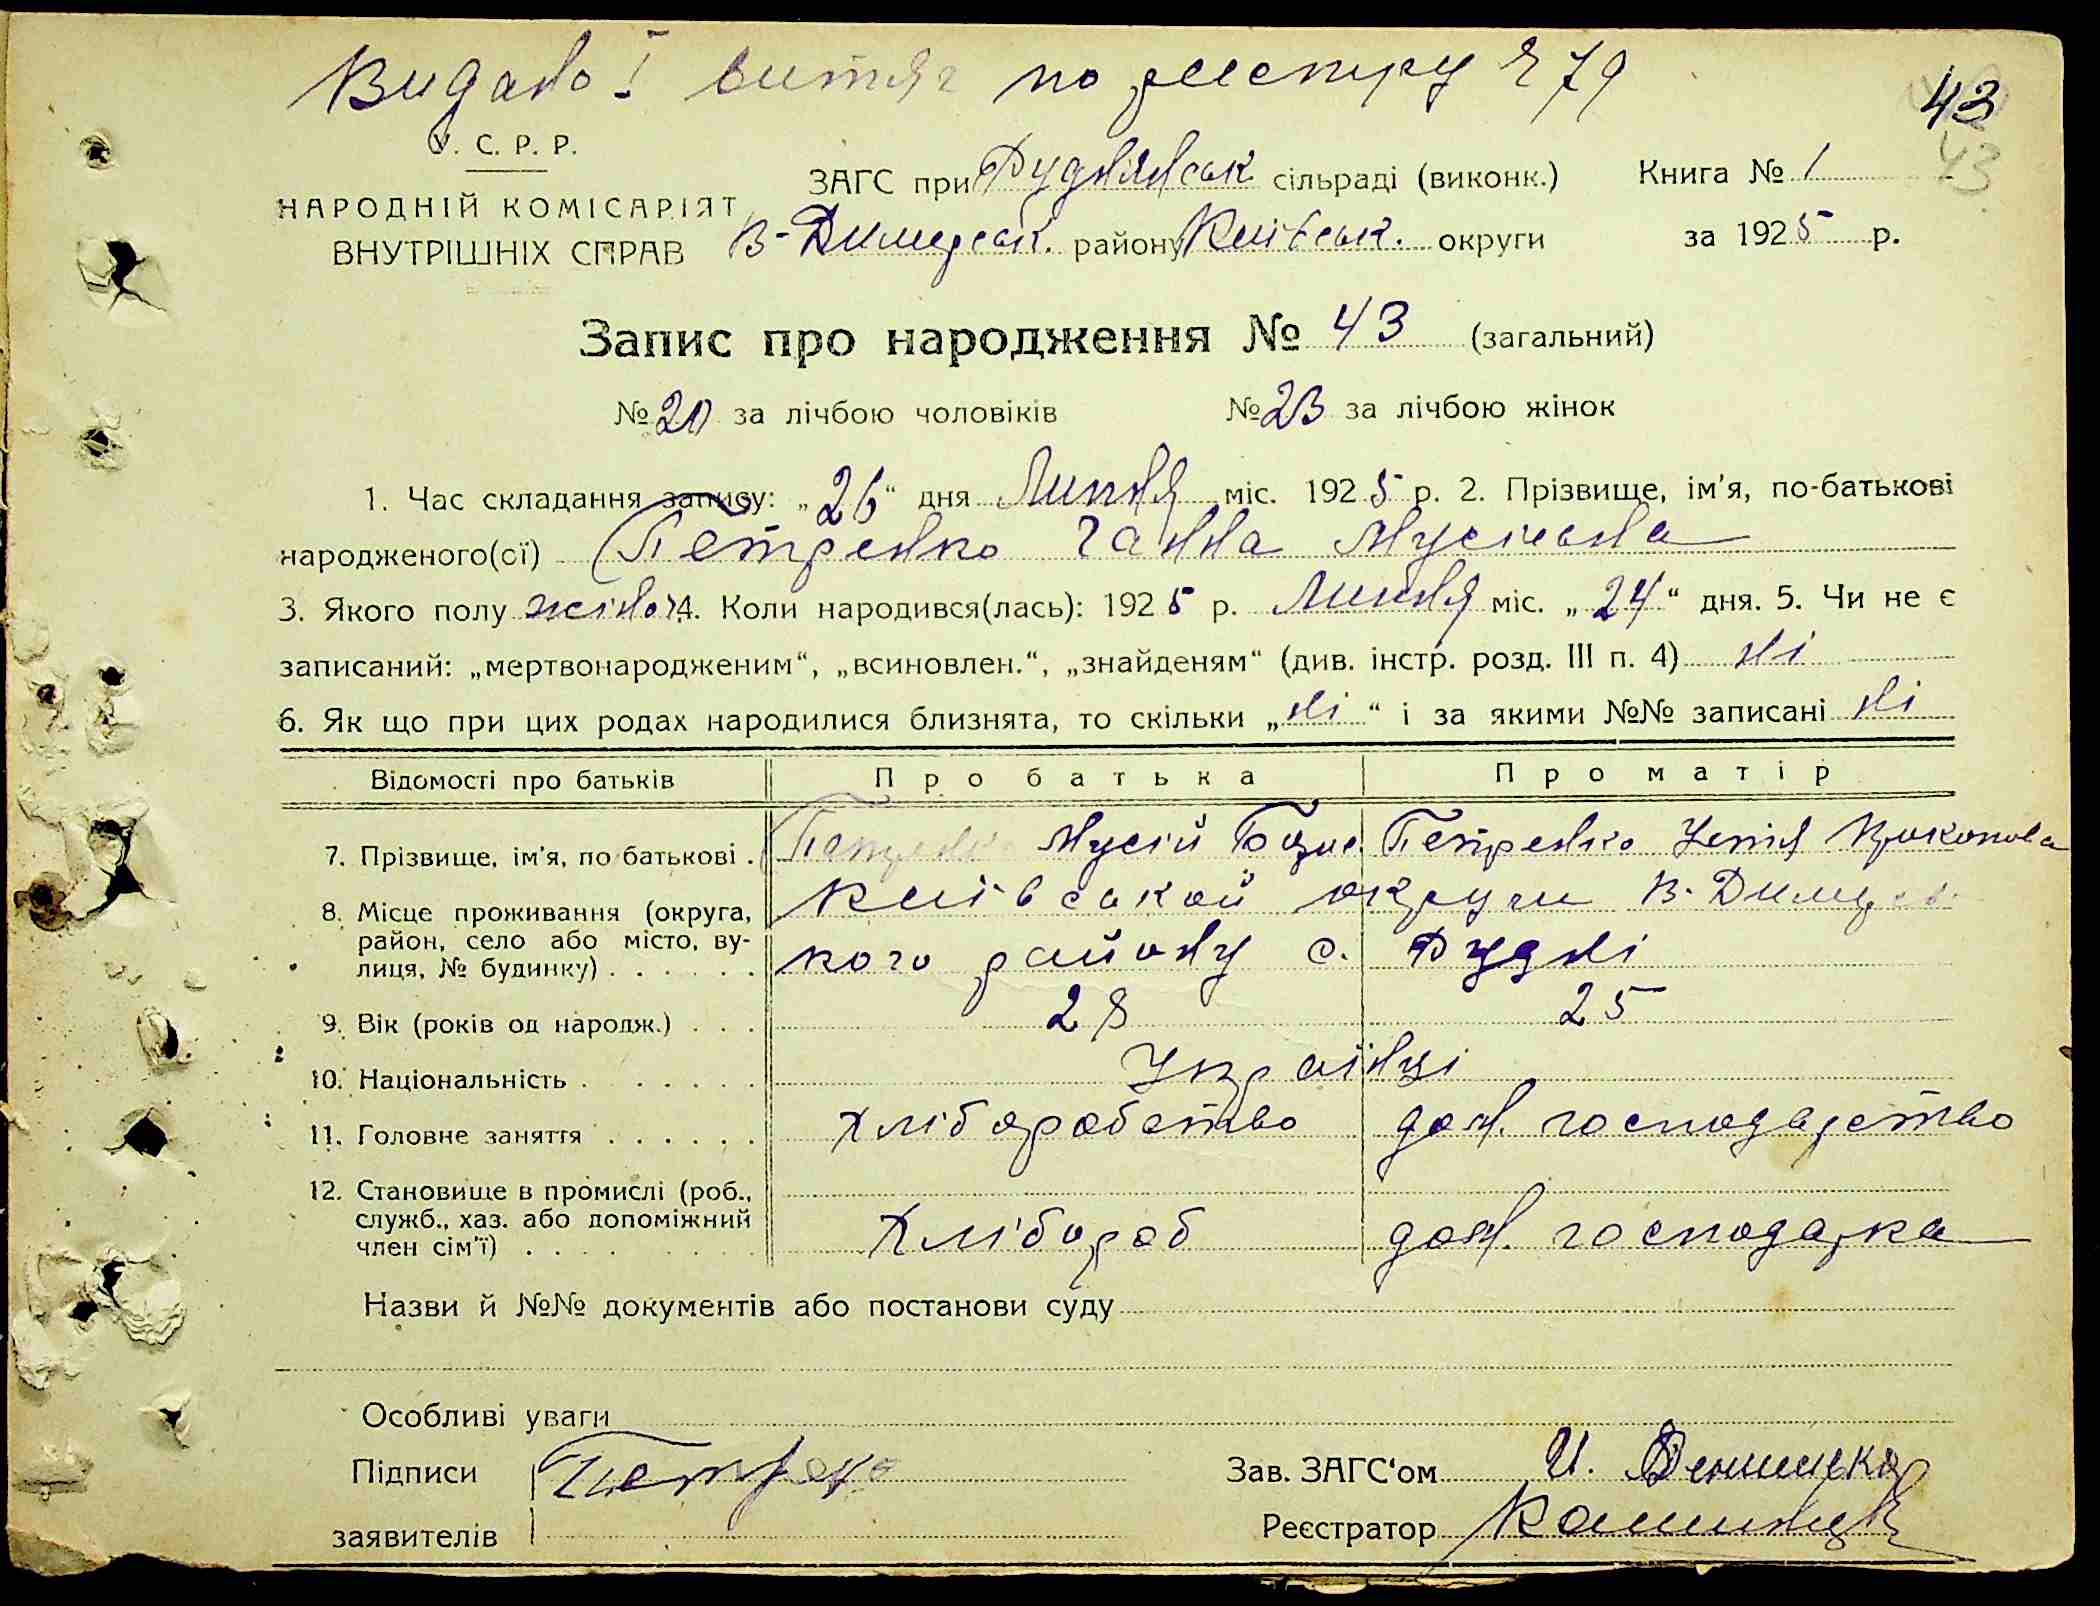 Видано І витяг по реєстру 879
43
У. С. Р. Р.
43
ЗАГС при Руднянськ сільраді (виконк.) Книга № 1
НАРОДНІЙ КОМІСАРІЯТ
ВНУТРІШНІХ СПРАВ
В-Димерськ. району Київськ. округи за 1925 р.
Запис про народження № 43 (загальний)
№ 20 за лічбою чоловіків № 23 за лічбою жінок
1. Час складання запису: „26“ дня Липня міс. 1925 р. 2. Прізвище, ім'я, по-батькові
народженого(ої) Петренко Ганна Мусієвна
3. Якого полу жіноч 4. Коли народився(лась): 1925 р. Липня міс. „24“ дня. 5. Чи не є
записаний: „мертвонародженим“, „всиновлен.“, „знайденям“ (див. інстр. розд. III п. 4) ні
6. Як що при цих родах народилися близнята, то скільки „ні“ і за якими №№ записані ні
Відомості про батьків Про батька Про матір
7. Прізвище, ім'я, по батькові . Петренко Мусій Петренко Устія Прокопова
8. Місце проживання (округа, район, село або місто, вулиця, № будинку) . . . . . .
Київської округи В-Димерсь-
кого району с. Рудні
9. Вік (років од народж.) . . . 28 25
10. Національність . . . . . . . Українці
11. Головне заняття . . . . . . Хліборобство дом. господарство
12. Становище в промислі (роб., служб., хаз. або допоміжний член сім'ї) . . . . . . . .
Хлібороб дом. господарка
Назви й №№ документів або постанови суду
Особливі уваги
Підписи Петренко Зав. ЗАГС'ом И.
заявителів Реєстратор